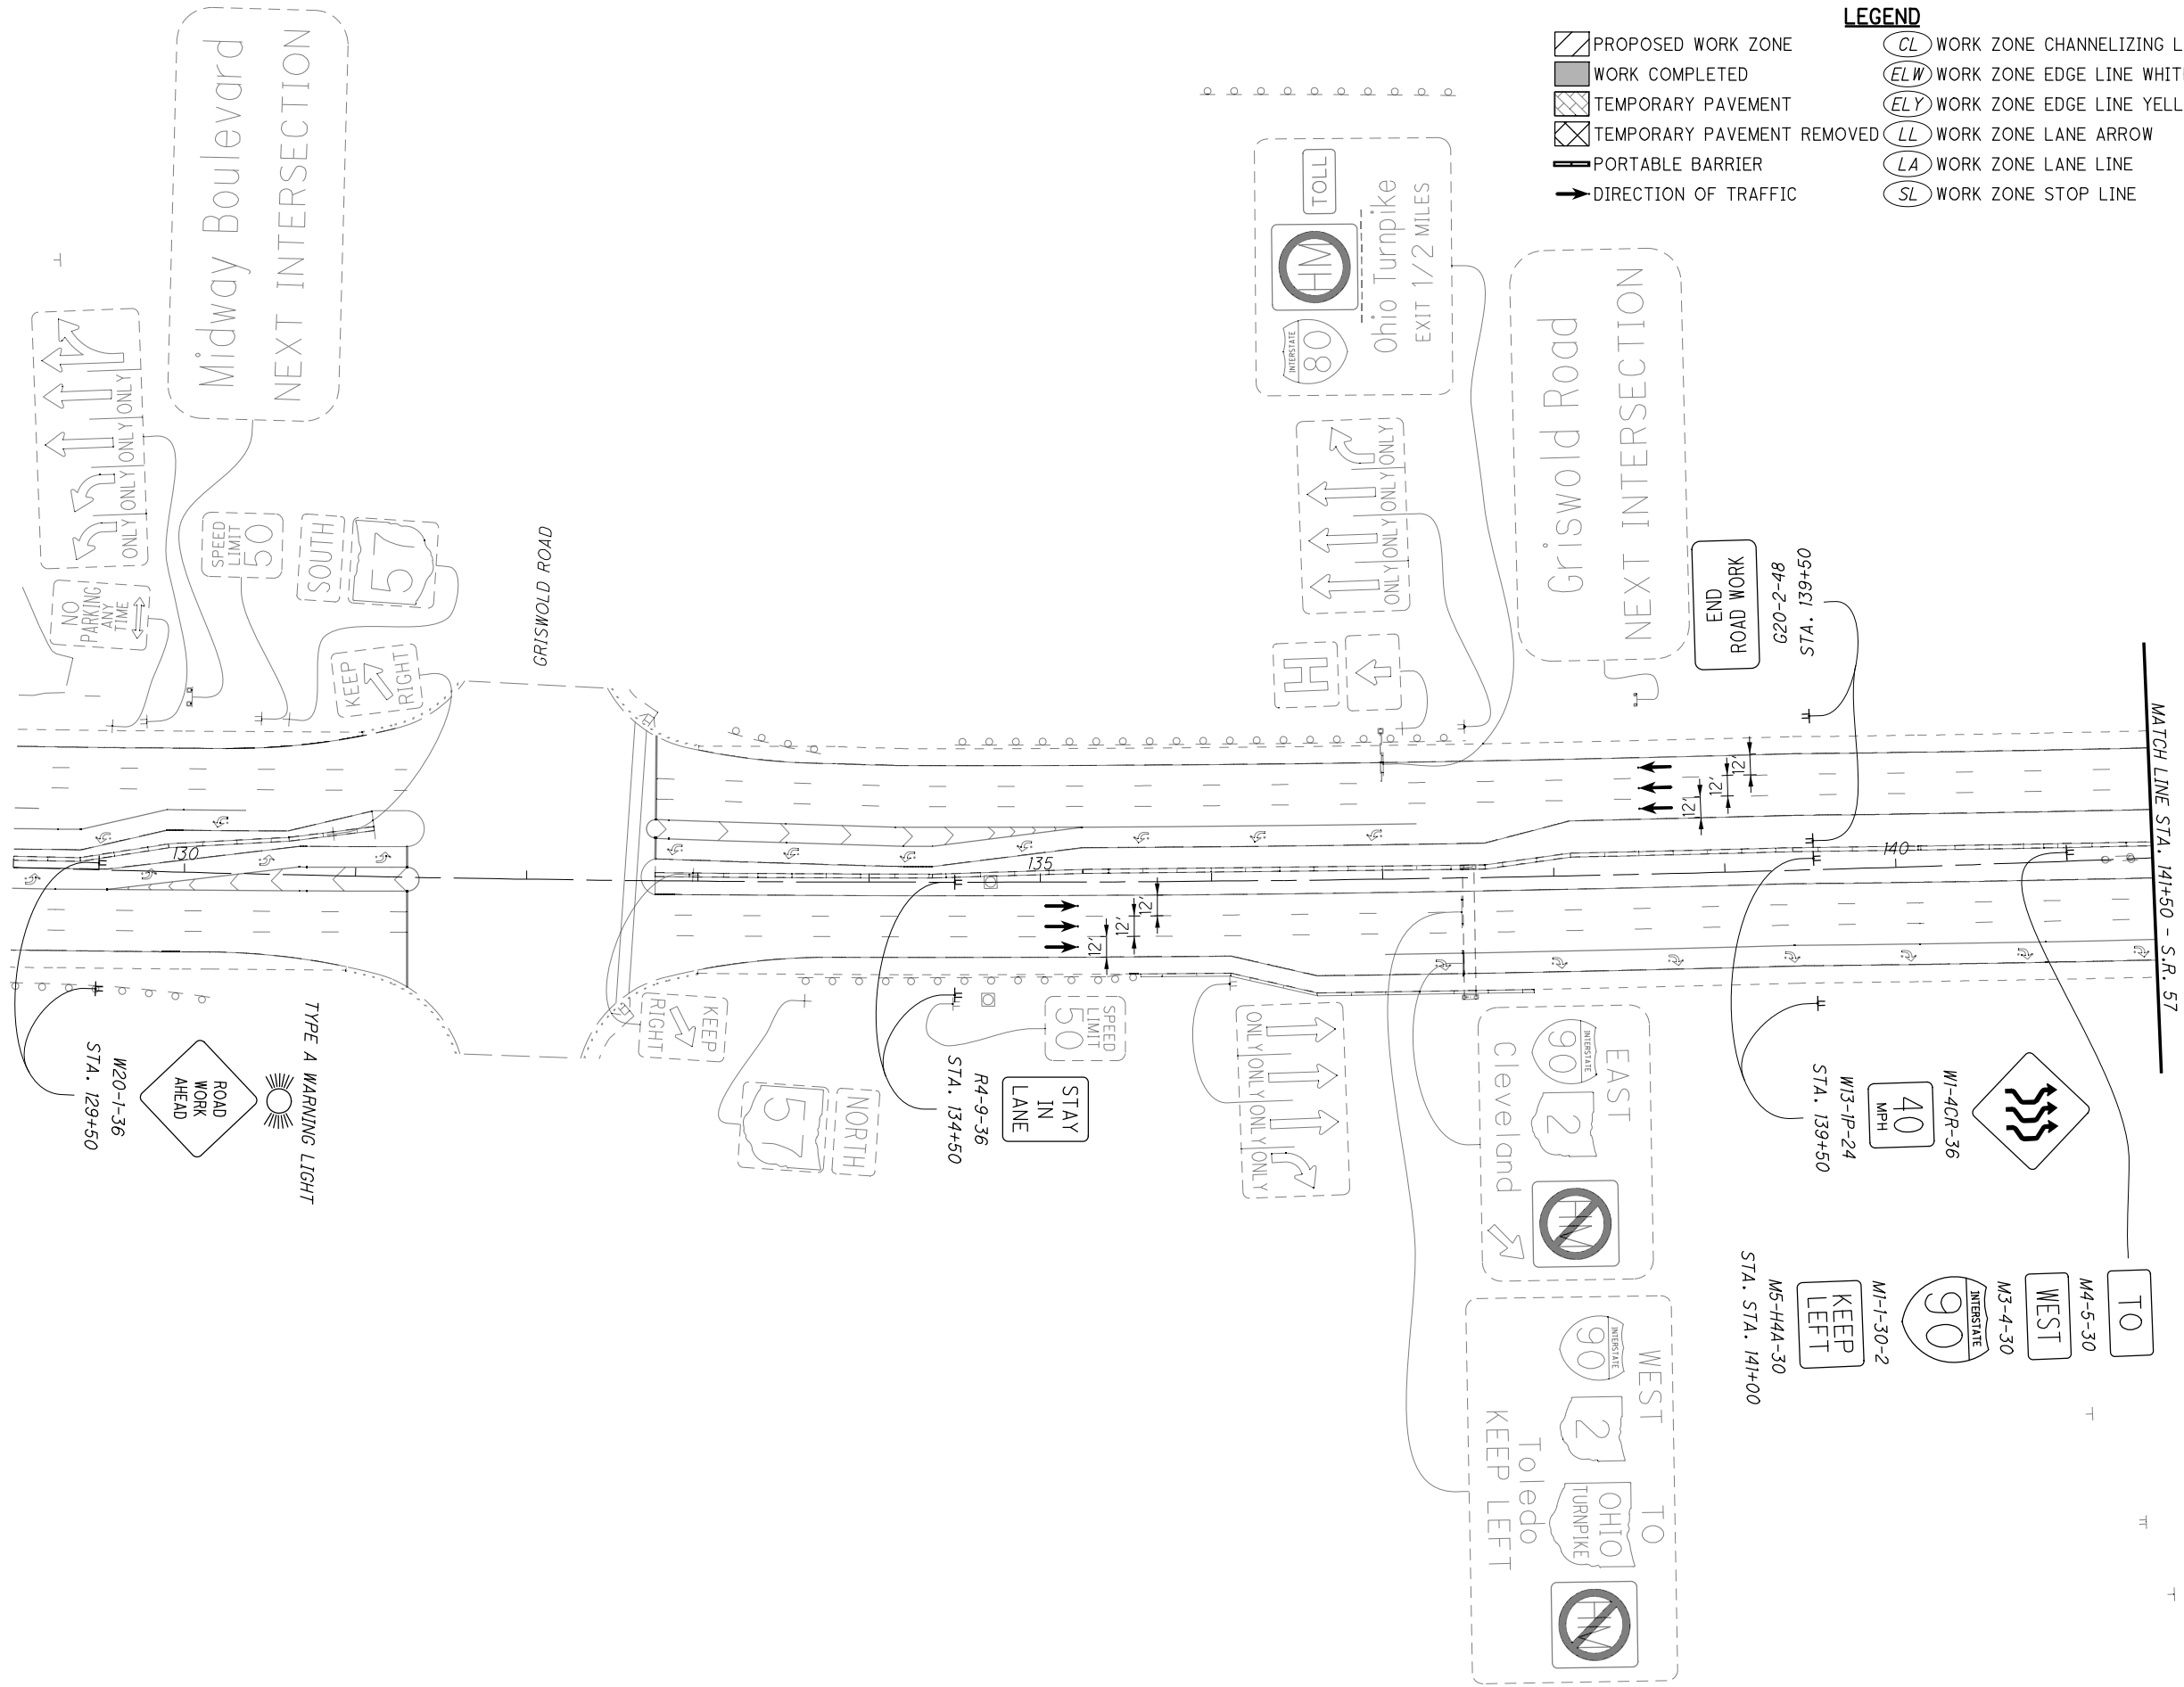 LEGEND
PROPOSED WORK ZONE
WORK COMPLETED
TEMPORARY PAVEMENT
TEMPORARY PAVEMENT REMOVED
PORTABLE BARRIER
DIRECTION OF TRAFFIC
CL WORK ZONE CHANNELIZING L
ELW WORK ZONE EDGE LINE WHIT
ELY WORK ZONE EDGE LINE YELL
LL WORK ZONE LANE ARROW
LA WORK ZONE LANE LINE
SL WORK ZONE STOP LINE
Midway Boulevard
NEXT INTERSECTION
ONLY ONLY ONLY ONLY
NO
PARKING
ANY
TIME
SPEED
LIMIT
50
SOUTH
57
KEEP
RIGHT
GRISWOLD ROAD
TOLL
HM
INTERSTATE
80
Ohio Turnpike
EXIT 1/2 MILES
ONLY ONLY ONLY ONLY
H
Griswold Road
NEXT INTERSECTION
END
ROAD WORK
G20-2-48
STA. 139+50
MATCH LINE STA. 141+50 - S.R. 57
12'
12'
12'
130
135
140
12'
12'
12'
W20-1-36
STA. 129+50
ROAD
WORK
AHEAD
TYPE A WARNING LIGHT
KEEP
RIGHT
NORTH
57
STAY
IN
LANE
R4-9-36
STA. 134+50
SPEED
LIMIT
50
ONLY ONLY ONLY ONLY
EAST
INTERSTATE
90
2
HM
Cleveland
W1-4CR-36
40
MPH
W13-1P-24
STA. 139+50
WEST
TO
INTERSTATE
90
2
OHIO
TURNPIKE
HM
Toledo
KEEP LEFT
TO
M4-5-30
WEST
M3-4-30
INTERSTATE
90
M1-1-30-2
KEEP
LEFT
M5-H4A-30
STA. STA. 141+00